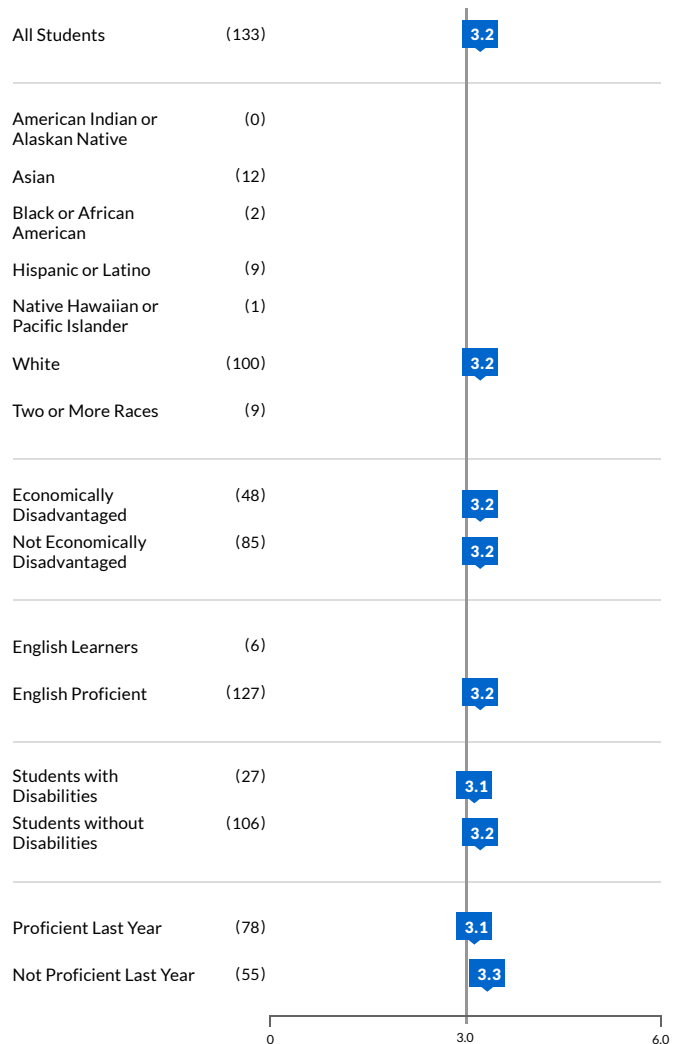 All Students (133) 3.2
American Indian or (0)
Alaskan Native
Asian (12)
Black or African (2)
American
Hispanic or Latino (9)
Native Hawaiian or (1)
Pacific Islander
White (100) 3.2
Two or More Races (9)
Economically (48) 3.2
Disadvantaged
Not Economically (85) 3.2
Disadvantaged
English Learners (6)
English Proficient (127) 3.2
Students with (27) 3.1
Disabilities
Students without (106) 3.2
Disabilities
Proficient Last Year (78) 3.1
Not Proficient Last Year (55) 3.3
0 3.0 6.0